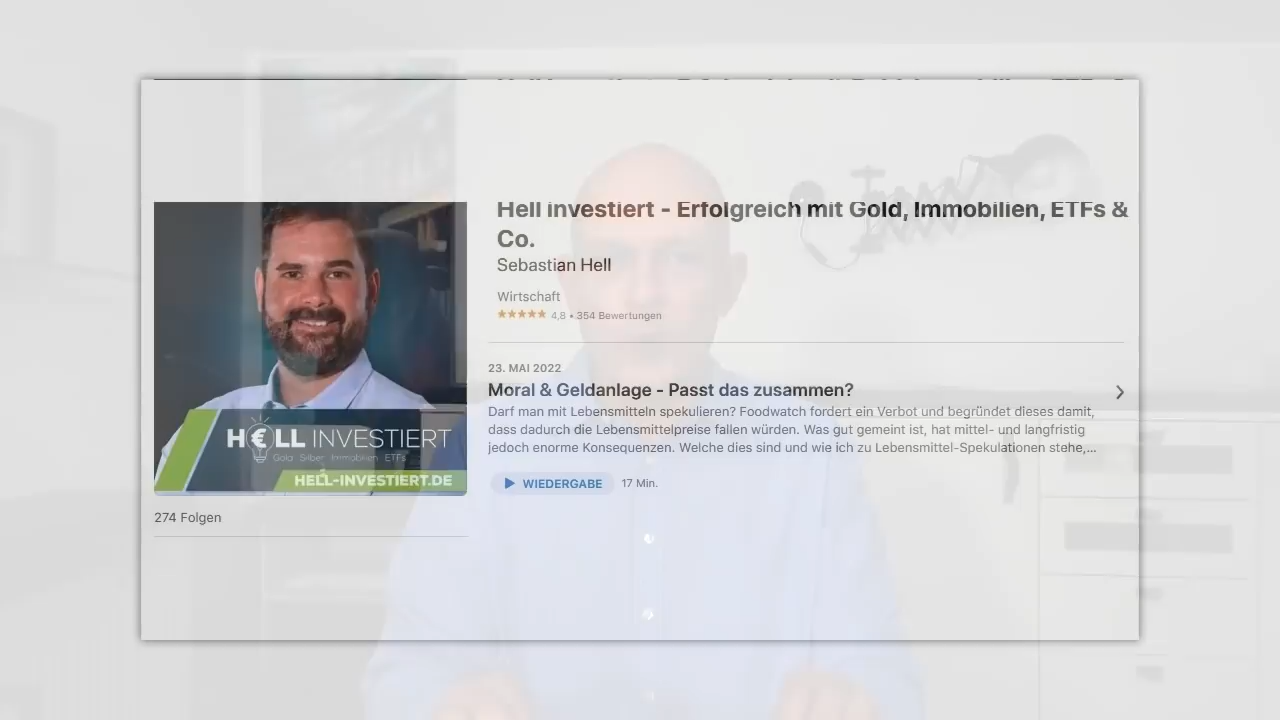 Hell investiert - Erfolgreich mit Gold, Immobilien, ETFs &
Co.
Sebastian Hell
Wirtschaft
4,8 • 354 Bewertungen
23. MAI 2022
Moral & Geldanlage - Passt das zusammen?
Darf man mit Lebensmitteln spekulieren? Foodwatch fordert ein Verbot und begründet dieses damit,
dass dadurch die Lebensmittelpreise fallen würden. Was gut gemeint ist, hat mittel- und langfristig
jedoch enorme Konsequenzen. Welche dies sind und wie ich zu Lebensmittel-Spekulationen stehe,...
WIEDERGABE 17 Min.
H€LL INVESTIERT
Gold Silber Immobilien ETFs
HELL-INVESTIERT.DE
274 Folgen